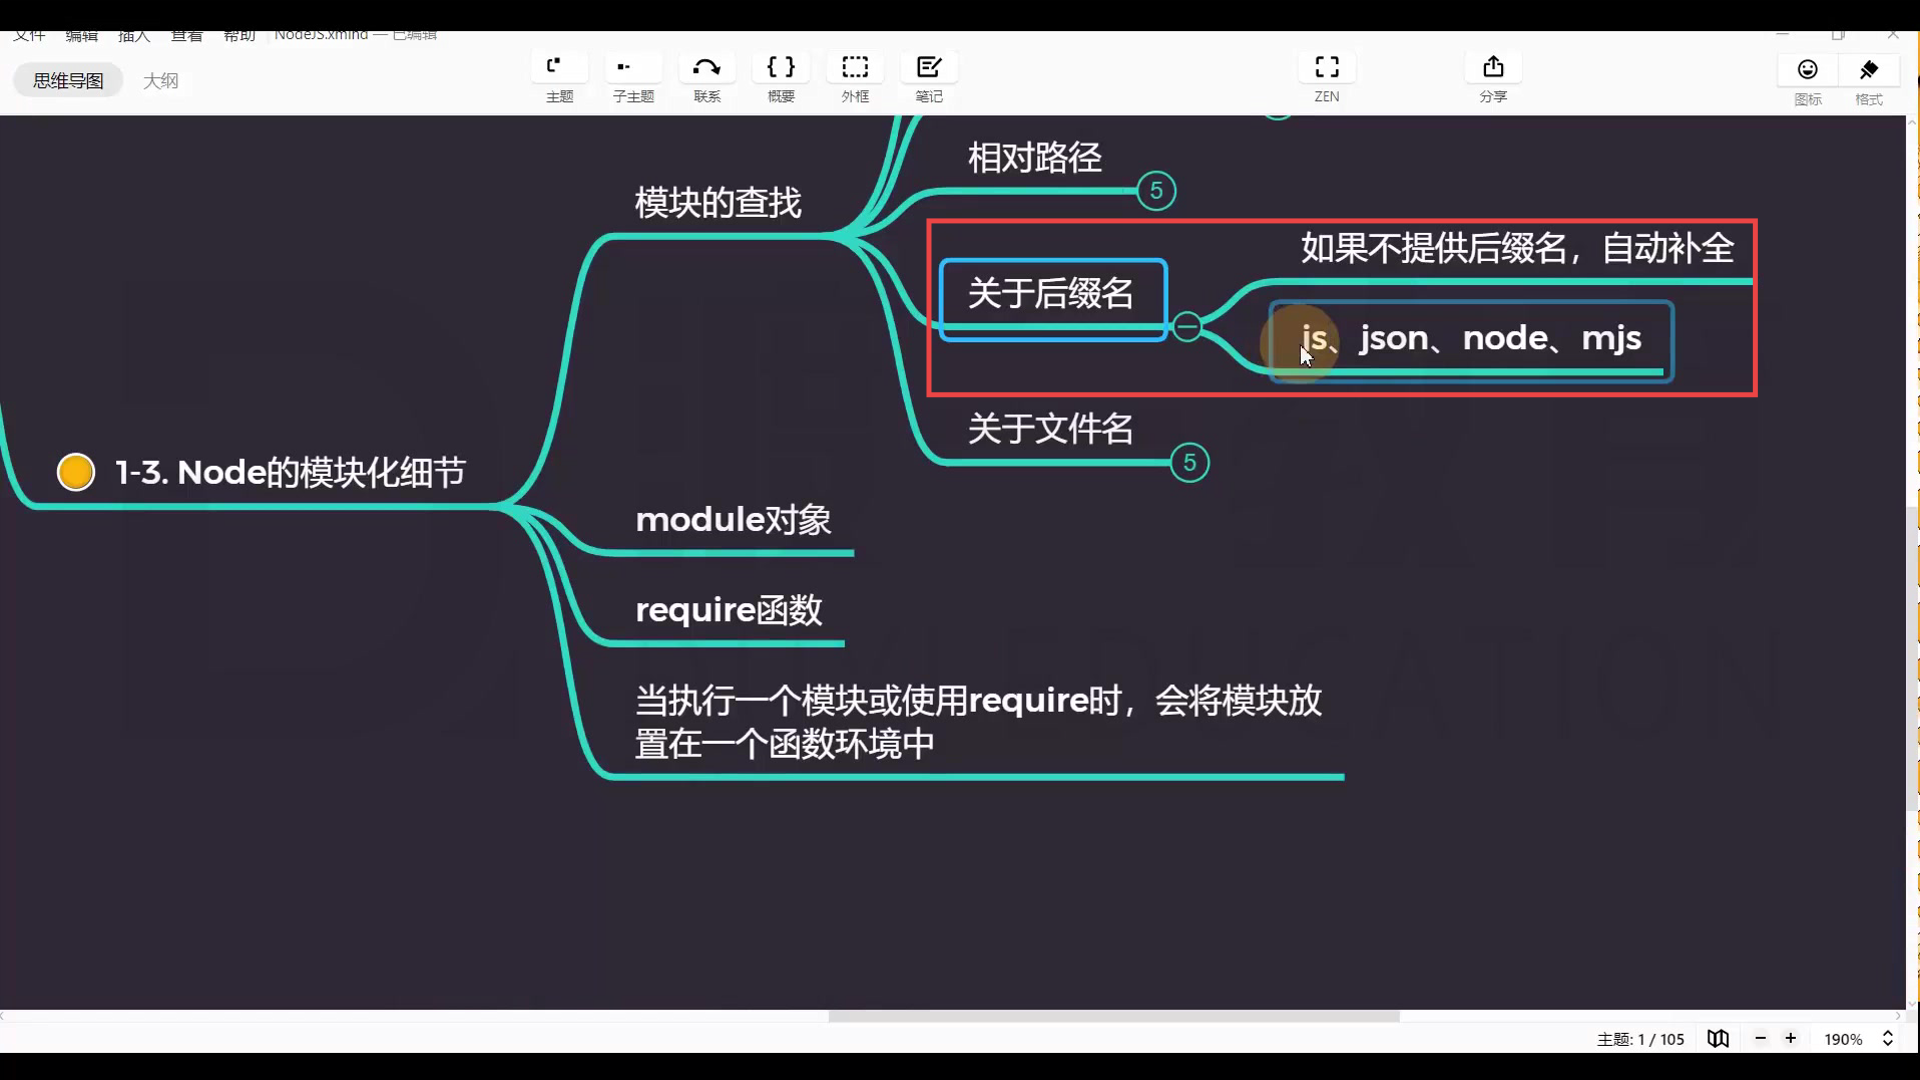 文件 编辑 插入 查看 帮助 NodeJS.xmind — 已编辑
思维导图 大纲
主题 子主题 联系 概要 外框 笔记 ZEN 分享 图标 格式
相对路径 5
模块的查找
如果不提供后缀名，自动补全
关于后缀名
js、json、node、mjs
关于文件名 5
1-3. Node的模块化细节
module对象
require函数
当执行一个模块或使用require时，会将模块放
置在一个函数环境中
主题: 1 / 105 190%